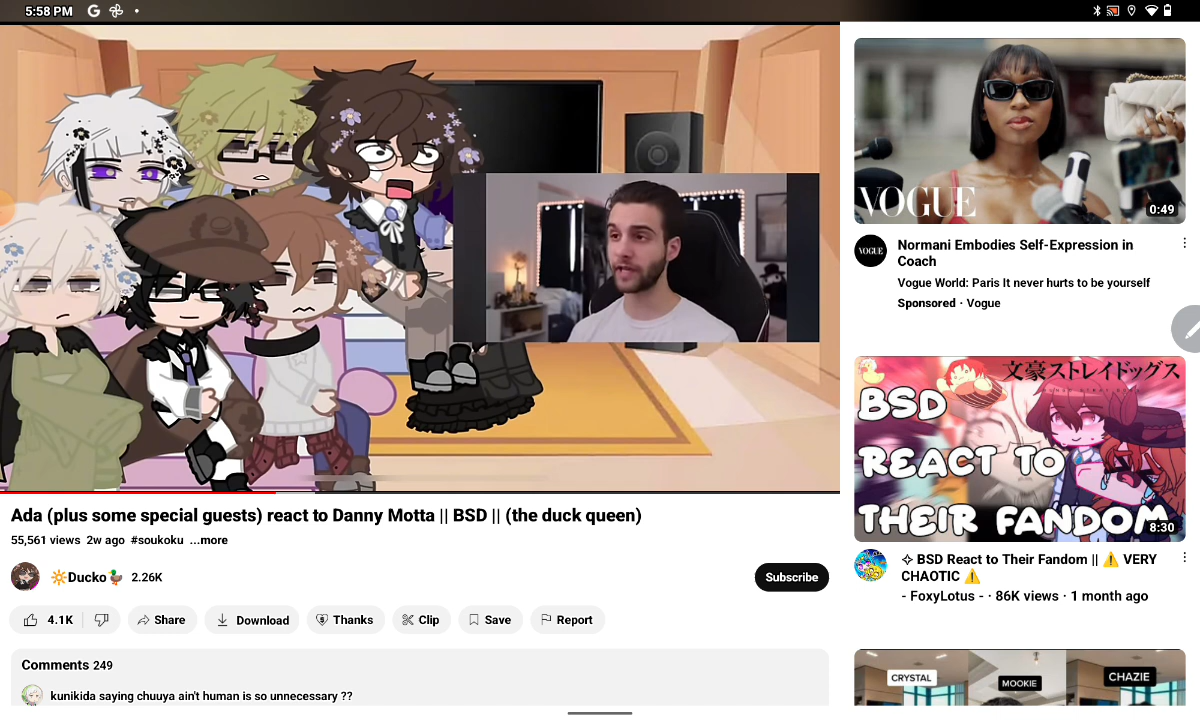 5:58 PM G
VOGUE
0:49
VOGUE
Normani Embodies Self-Expression in
Coach
Vogue World: Paris It never hurts to be yourself
Sponsored · Vogue
文豪ストレイドッグス
BSD
REACT TO
THEIR FANDOM
8:30
✧ BSD React to Their Fandom || ⚠️ VERY
CHAOTIC ⚠️
- FoxyLotus - · 86K views · 1 month ago
CRYSTAL
MOOKIE
CHAZIE
Ada (plus some special guests) react to Danny Motta || BSD || (the duck queen)
55,561 views 2w ago #soukoku ...more
🔆Ducko🦆 2.26K
Subscribe
4.1K
Share
Download
Thanks
Clip
Save
Report
Comments 249
kunikida saying chuuya ain't human is so unnecessary ??